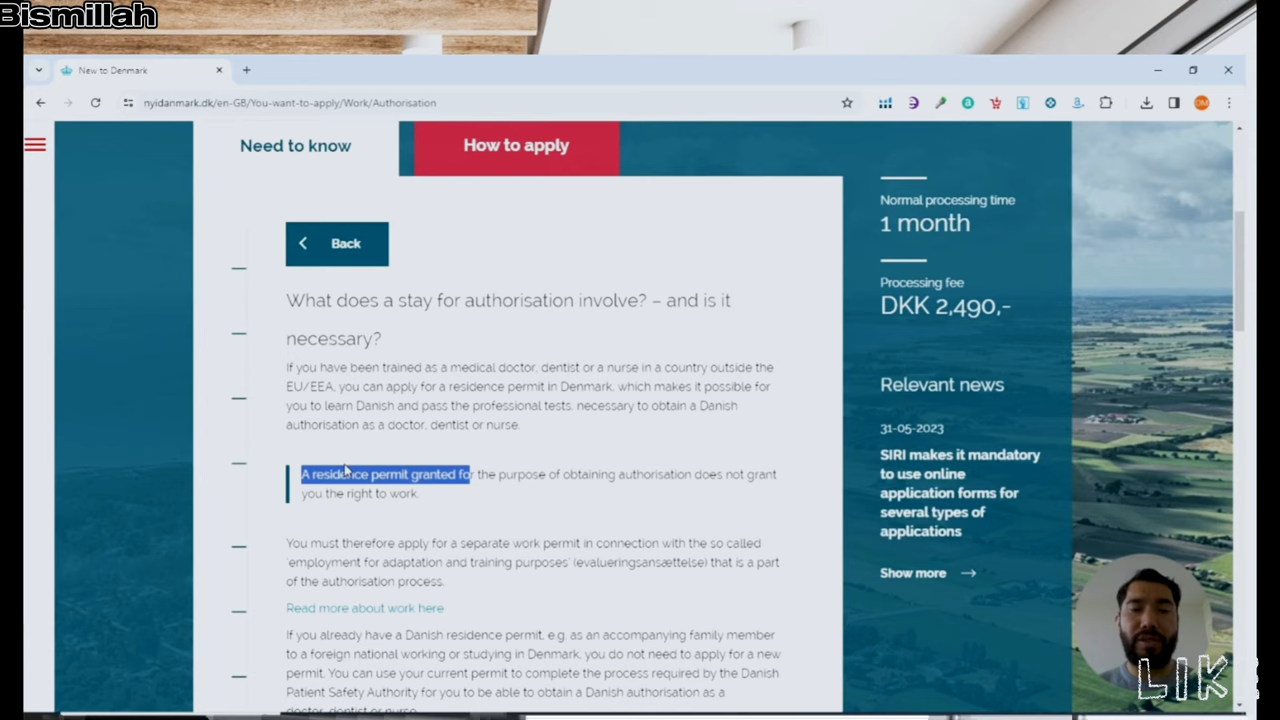 Bismillah
New to Denmark
nyidanmark.dk/en-GB/You-want-to-apply/Work/Authorisation
OM
Need to know
How to apply
Back
What does a stay for authorisation involve? – and is it
necessary?
If you have been trained as a medical doctor, dentist or a nurse in a country outside the
EU/EEA, you can apply for a residence permit in Denmark, which makes it possible for
you to learn Danish and pass the professional tests, necessary to obtain a Danish
authorisation as a doctor, dentist or nurse.
A residence permit granted for the purpose of obtaining authorisation does not grant
you the right to work.
You must therefore apply for a separate work permit in connection with the so called
'employment for adaptation and training purposes' (evalueringsansættelse) that is a part
of the authorisation process.
Read more about work here
If you already have a Danish residence permit, e.g. as an accompanying family member
to a foreign national working or studying in Denmark, you do not need to apply for a new
permit. You can use your current permit to complete the process required by the Danish
Patient Safety Authority for you to be able to obtain a Danish authorisation as a
doctor, dentist or nurse.
Normal processing time
1 month
Processing fee
DKK 2,490,-
Relevant news
31-05-2023
SIRI makes it mandatory
to use online
application forms for
several types of
applications
Show more
LIK